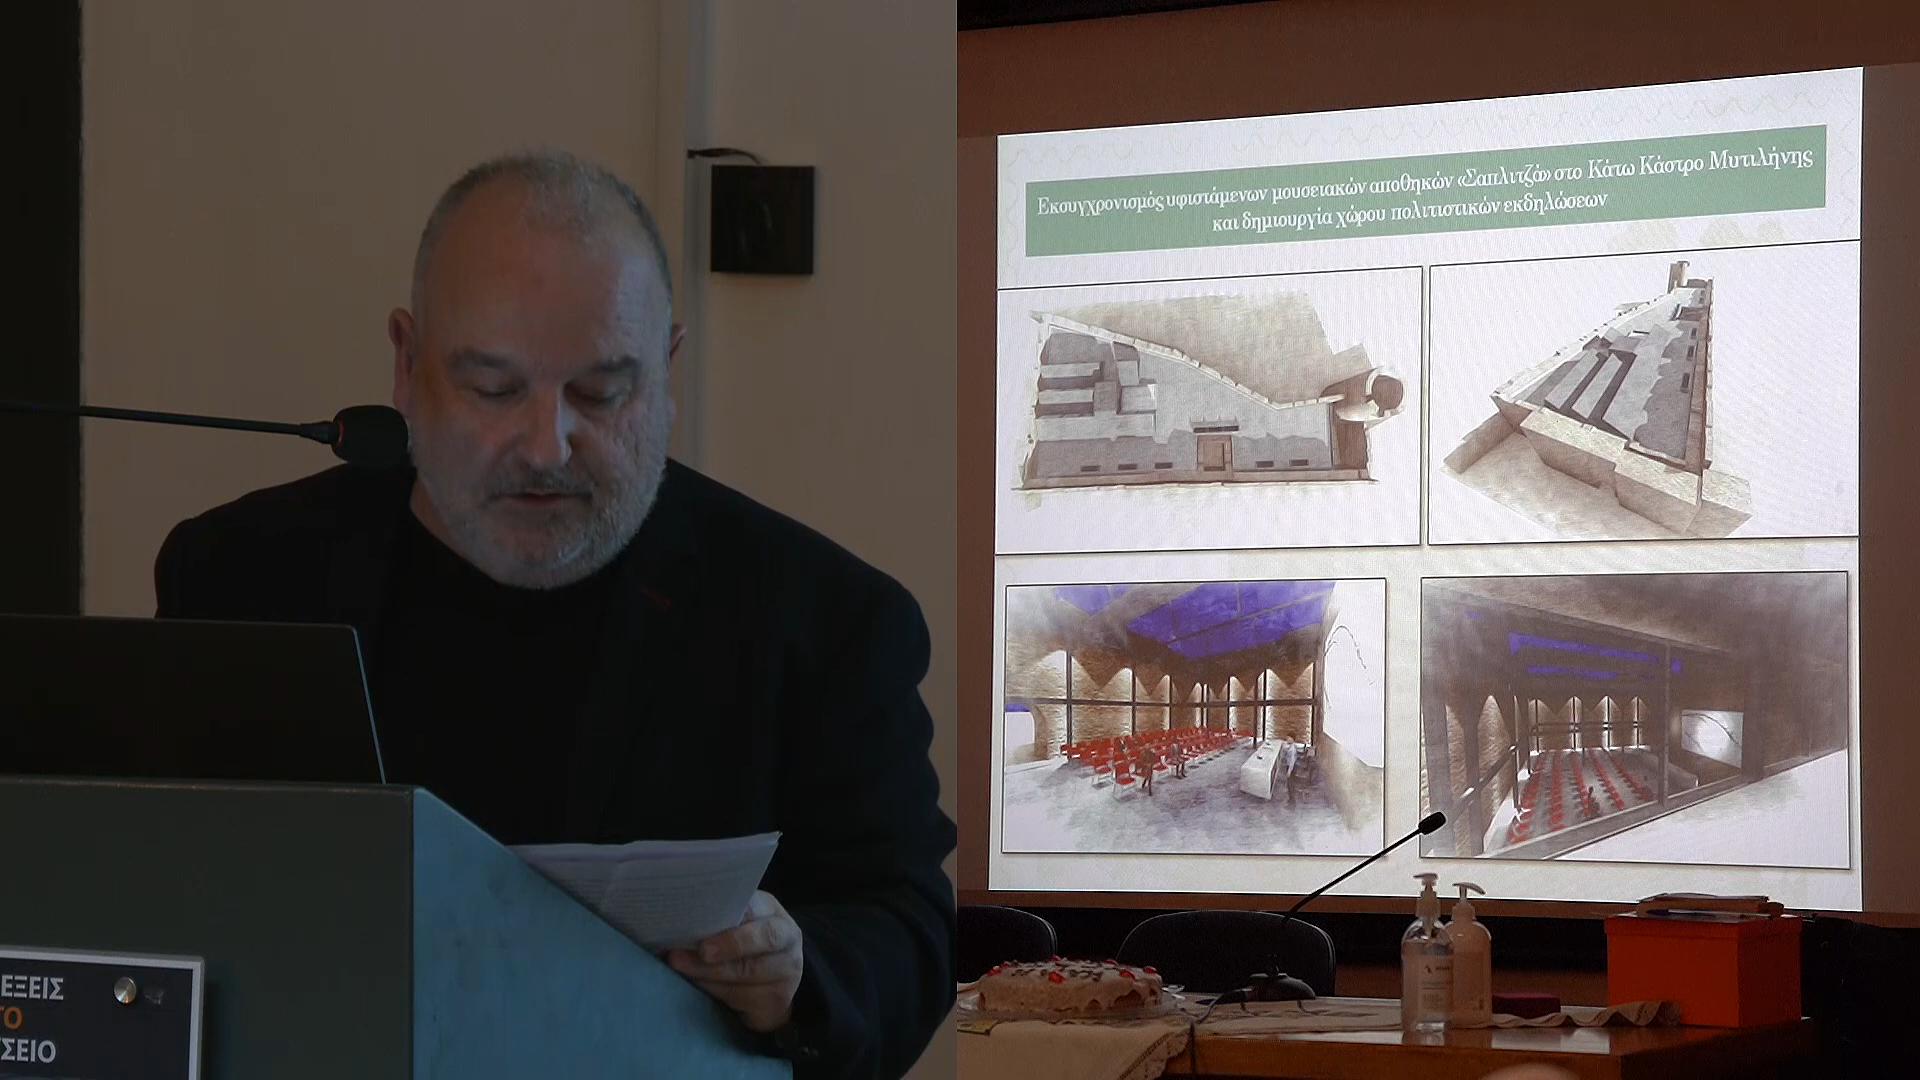 Εκσυγχρονισμός υφιστάμενων μουσειακών αποθηκών «Σαπλιτζά» στο Κάτω Κάστρο Μυτιλήνης
και δημιουργία χώρου πολιτιστικών εκδηλώσεων
ΕΞΕΙΣ
ΤΟ
ΣΕΙΟ